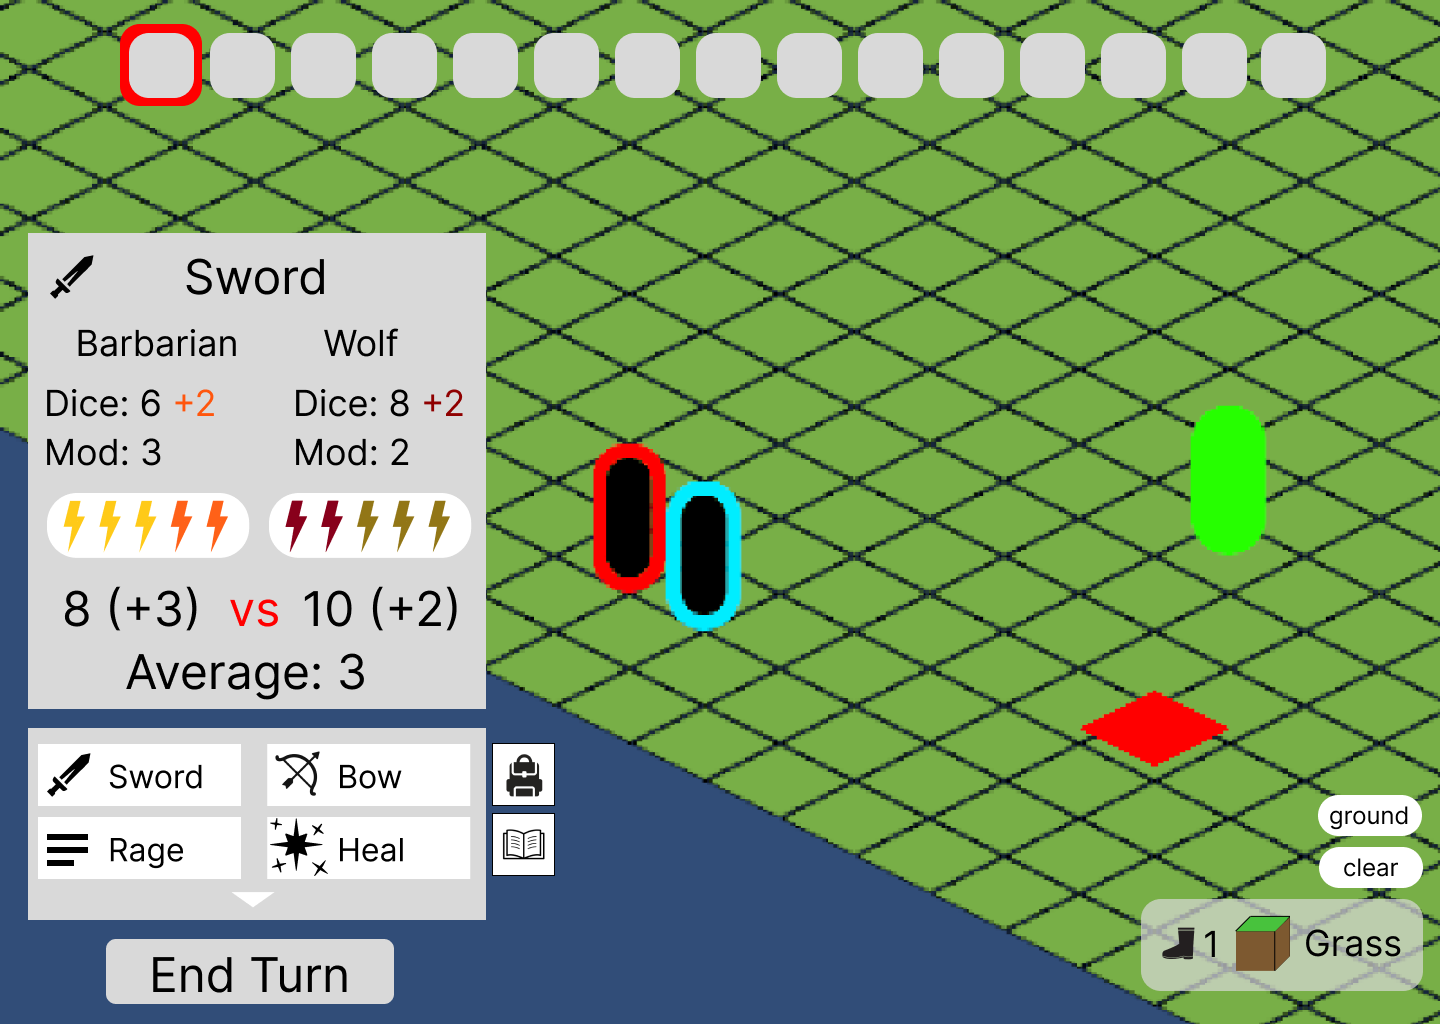 Sword
Barbarian Wolf
Dice: 6 +2 Dice: 8 +2
Mod: 3 Mod: 2
8 (+3) vs 10 (+2)
Average: 3
Sword Bow
Rage Heal
End Turn
ground
clear
1 Grass